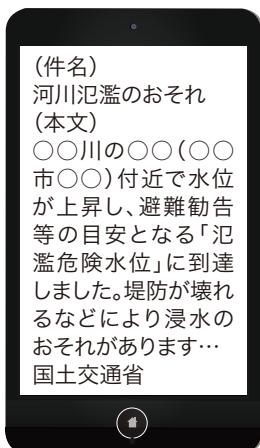 （件名）
河川氾濫のおそれ
（本文）
○○川の○○（○○
市○○）付近で水位
が上昇し、避難勧告
等の目安となる「氾
濫危険水位」に到達
しました。堤防が壊れ
るなどにより浸水の
おそれがあります…
国土交通省